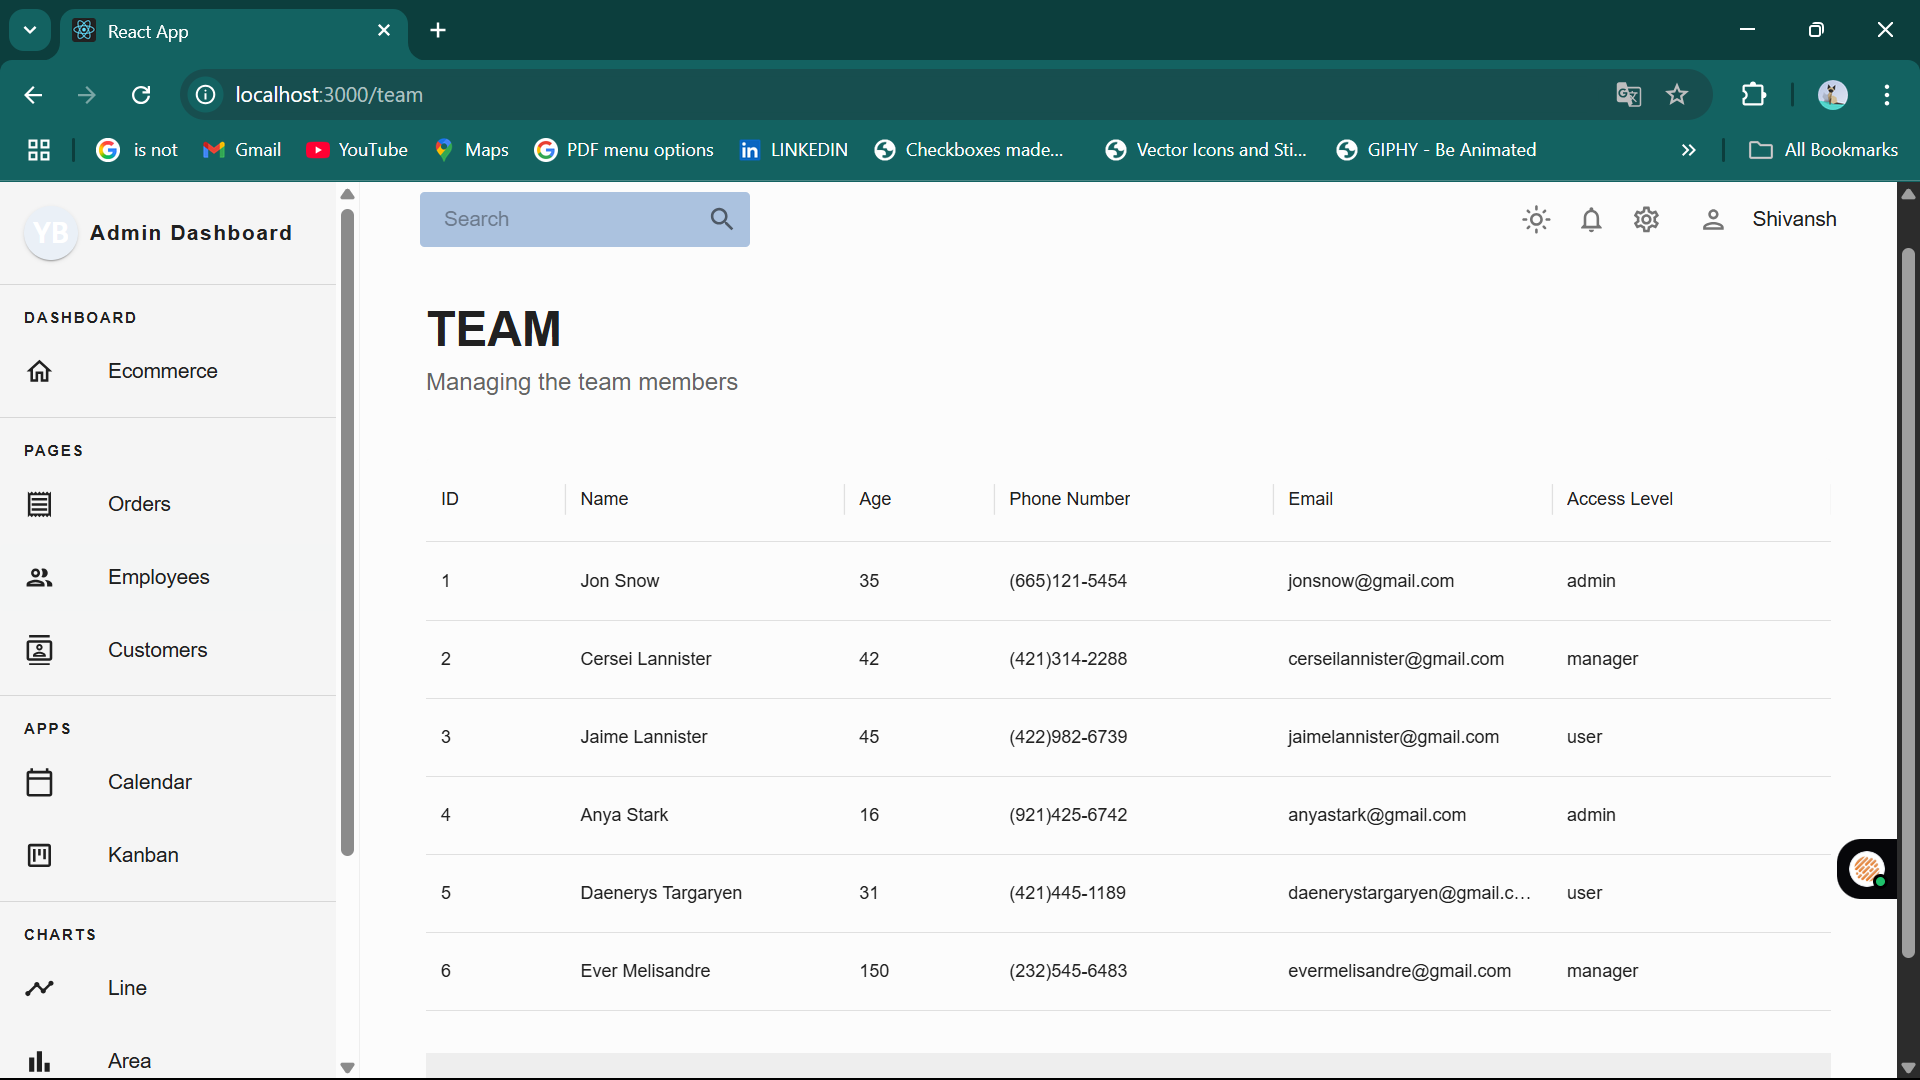 React App
localhost:3000/team
is not
Gmail
YouTube
Maps
PDF menu options
LINKEDIN
Checkboxes made...
Vector Icons and Sti...
GIPHY - Be Animated
All Bookmarks
YB Admin Dashboard
Search
Shivansh
DASHBOARD
Ecommerce
PAGES
Orders
Employees
Customers
APPS
Calendar
Kanban
CHARTS
Line
Area
TEAM
Managing the team members
ID Name Age Phone Number Email Access Level
1 Jon Snow 35 (665)121-5454 jonsnow@gmail.com admin
2 Cersei Lannister 42 (421)314-2288 cerseilannister@gmail.com manager
3 Jaime Lannister 45 (422)982-6739 jaimelannister@gmail.com user
4 Anya Stark 16 (921)425-6742 anyastark@gmail.com admin
5 Daenerys Targaryen 31 (421)445-1189 daenerystargaryen@gmail.c... user
6 Ever Melisandre 150 (232)545-6483 evermelisandre@gmail.com manager